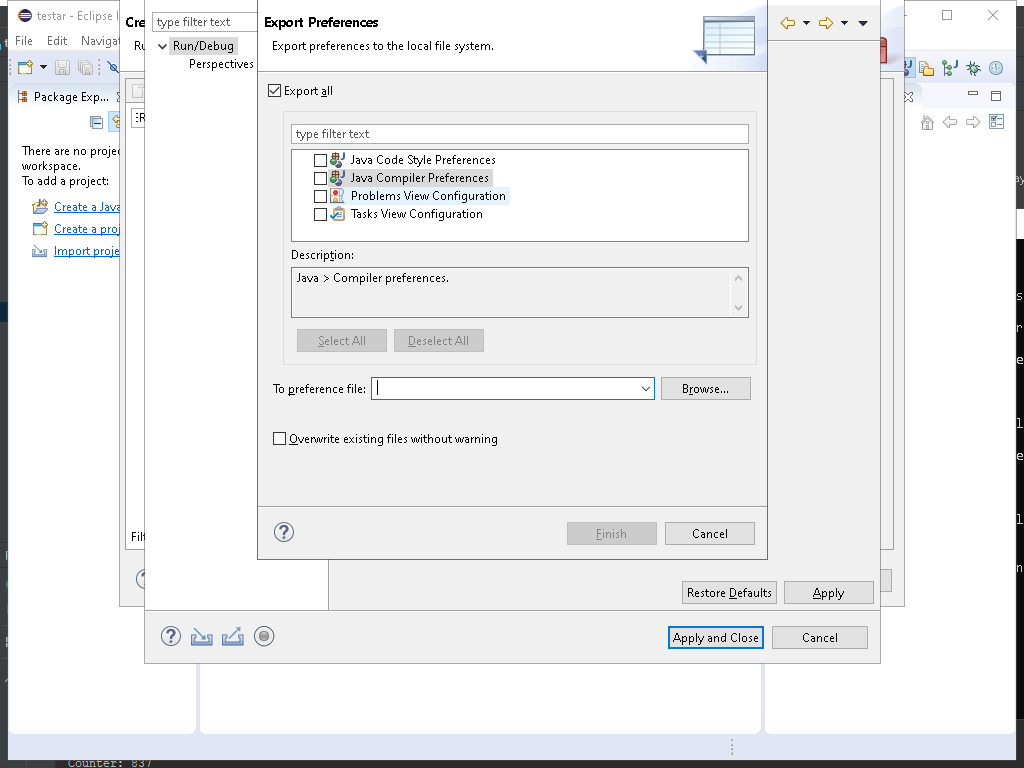 testar - Eclipse I
File Edit Naviga
Package Exp...
There are no proje
workspace.
To add a project:
Create a Java
Create a proj
Import proje
Cre
type filter text
Run/Debug
Perspectives
Export Preferences
Export preferences to the local file system.
Export all
type filter text
Java Code Style Preferences
Java Compiler Preferences
Problems View Configuration
Tasks View Configuration
Description:
Java > Compiler preferences.
Select All Deselect All
To preference file: Browse...
Overwrite existing files without warning
Finish Cancel
Restore Defaults Apply
Apply and Close Cancel
Counter: 837